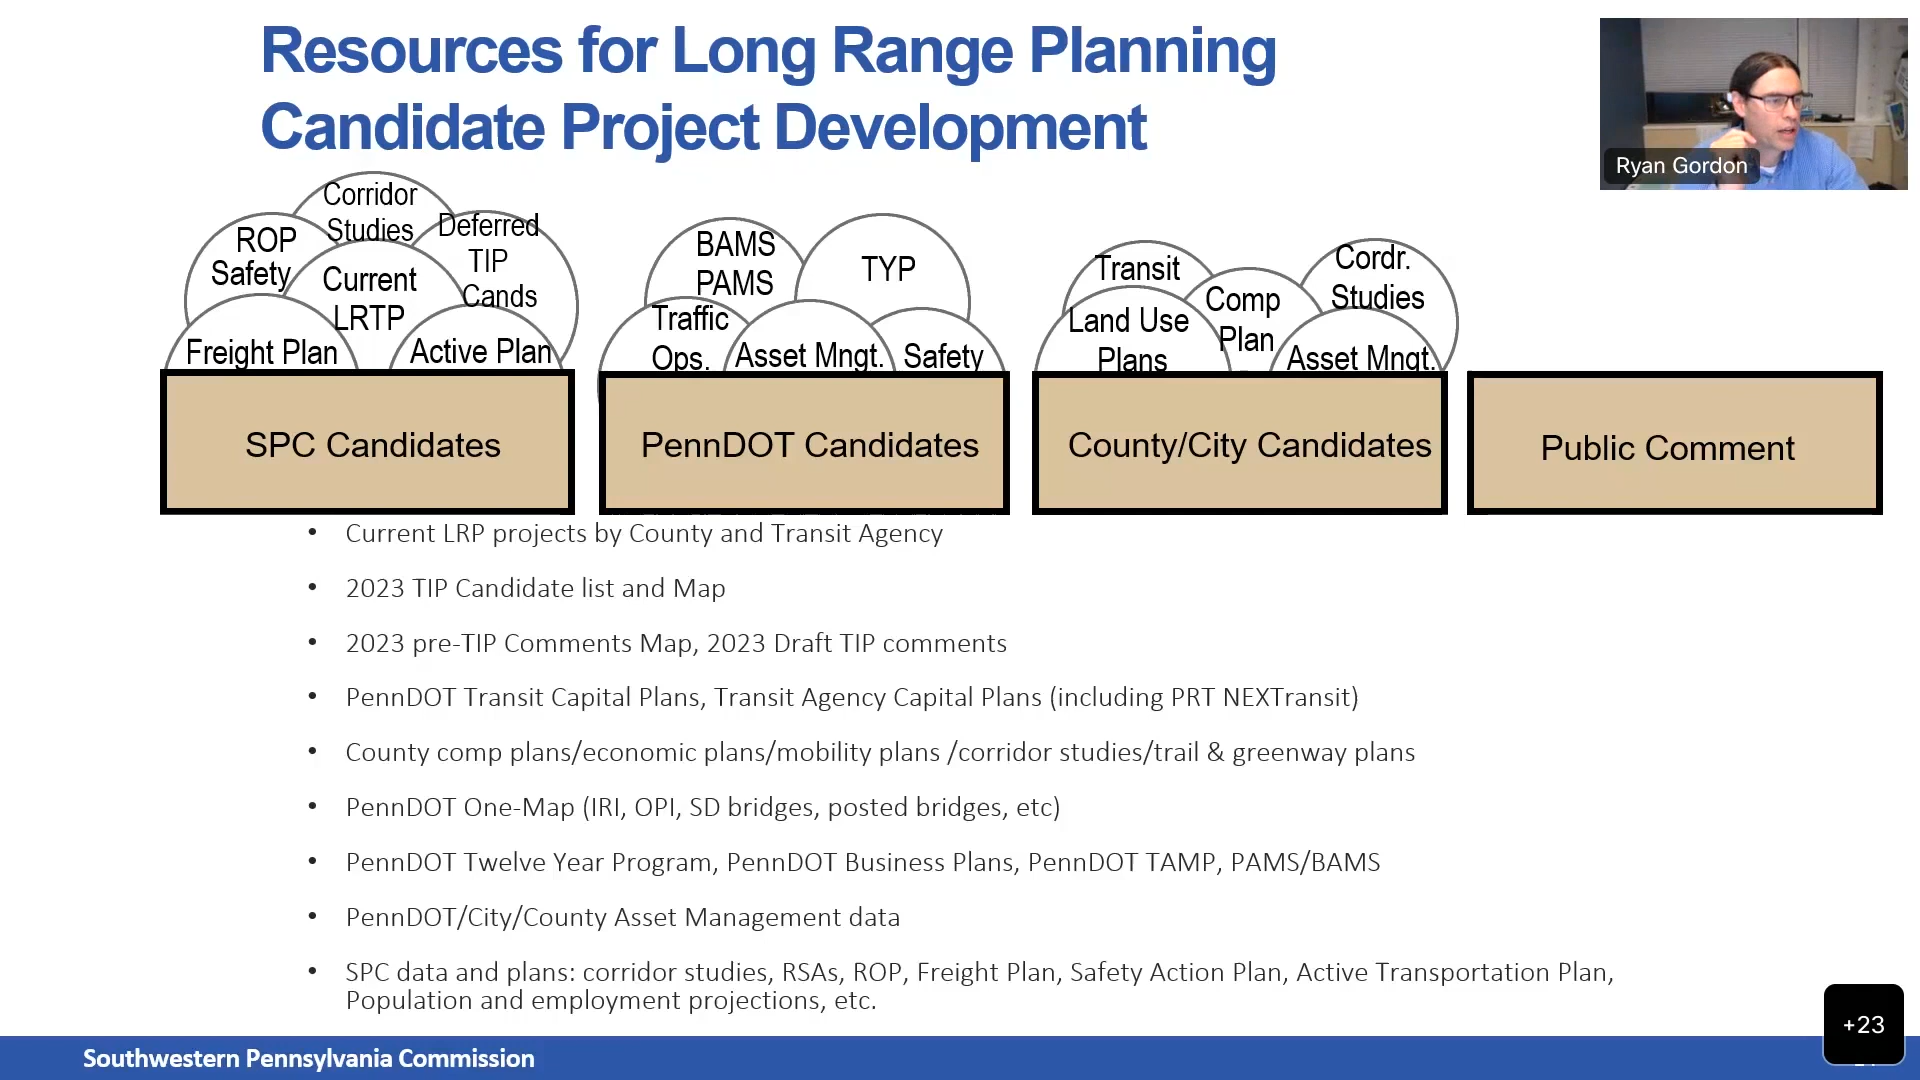 Resources for Long Range Planning
Candidate Project Development
Ryan Gordon
Corridor
Studies
ROP
Safety
Deferred
TIP
Cands
Current
LRTP
Freight Plan
Active Plan
BAMS
PAMS
TYP
Traffic
Ops.
Asset Mngt.
Safety
Transit
Land Use
Plans
Comp
Plan
Cordr.
Studies
Asset Mngt.
SPC Candidates
PennDOT Candidates
County/City Candidates
Public Comment
• Current LRP projects by County and Transit Agency
• 2023 TIP Candidate list and Map
• 2023 pre-TIP Comments Map, 2023 Draft TIP comments
• PennDOT Transit Capital Plans, Transit Agency Capital Plans (including PRT NEXTransit)
• County comp plans/economic plans/mobility plans /corridor studies/trail & greenway plans
• PennDOT One-Map (IRI, OPI, SD bridges, posted bridges, etc)
• PennDOT Twelve Year Program, PennDOT Business Plans, PennDOT TAMP, PAMS/BAMS
• PennDOT/City/County Asset Management data
• SPC data and plans: corridor studies, RSAs, ROP, Freight Plan, Safety Action Plan, Active Transportation Plan,
Population and employment projections, etc.
+23
Southwestern Pennsylvania Commission